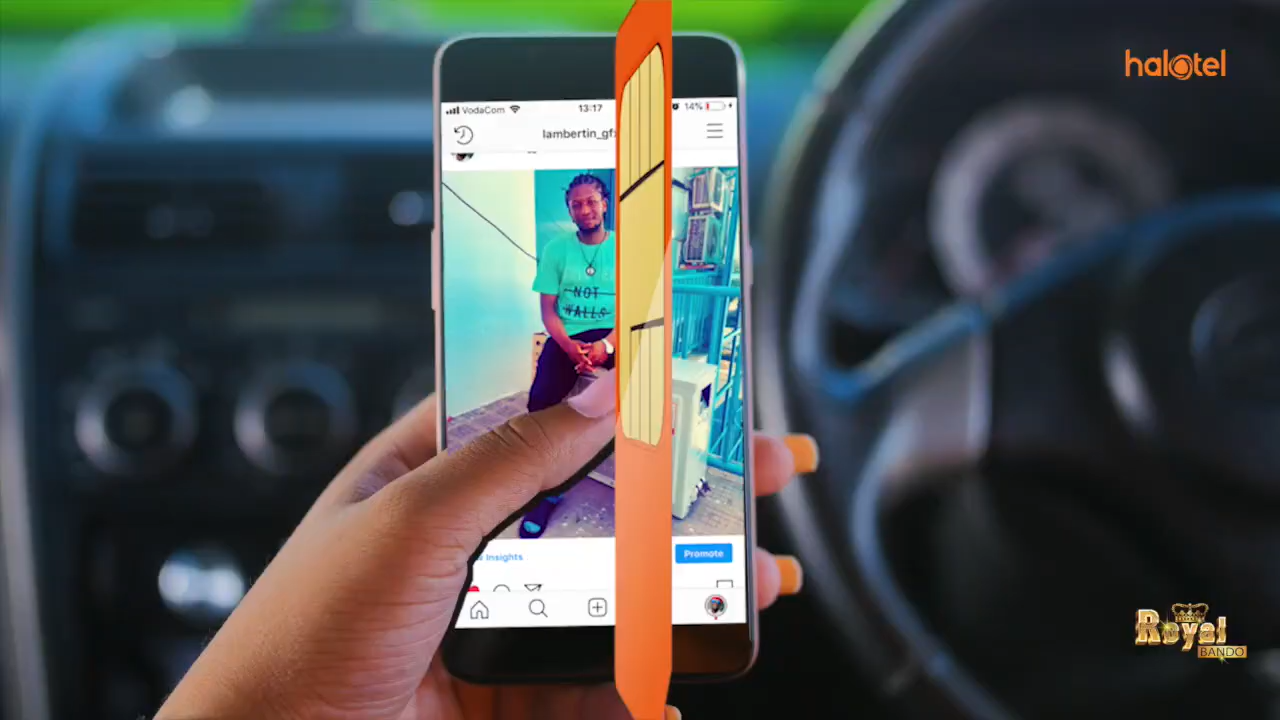 halotel
VodaCom
13:17
14%
lambertin_gf
NOT
WALLS
Insights
Promote
Royal
BANDO